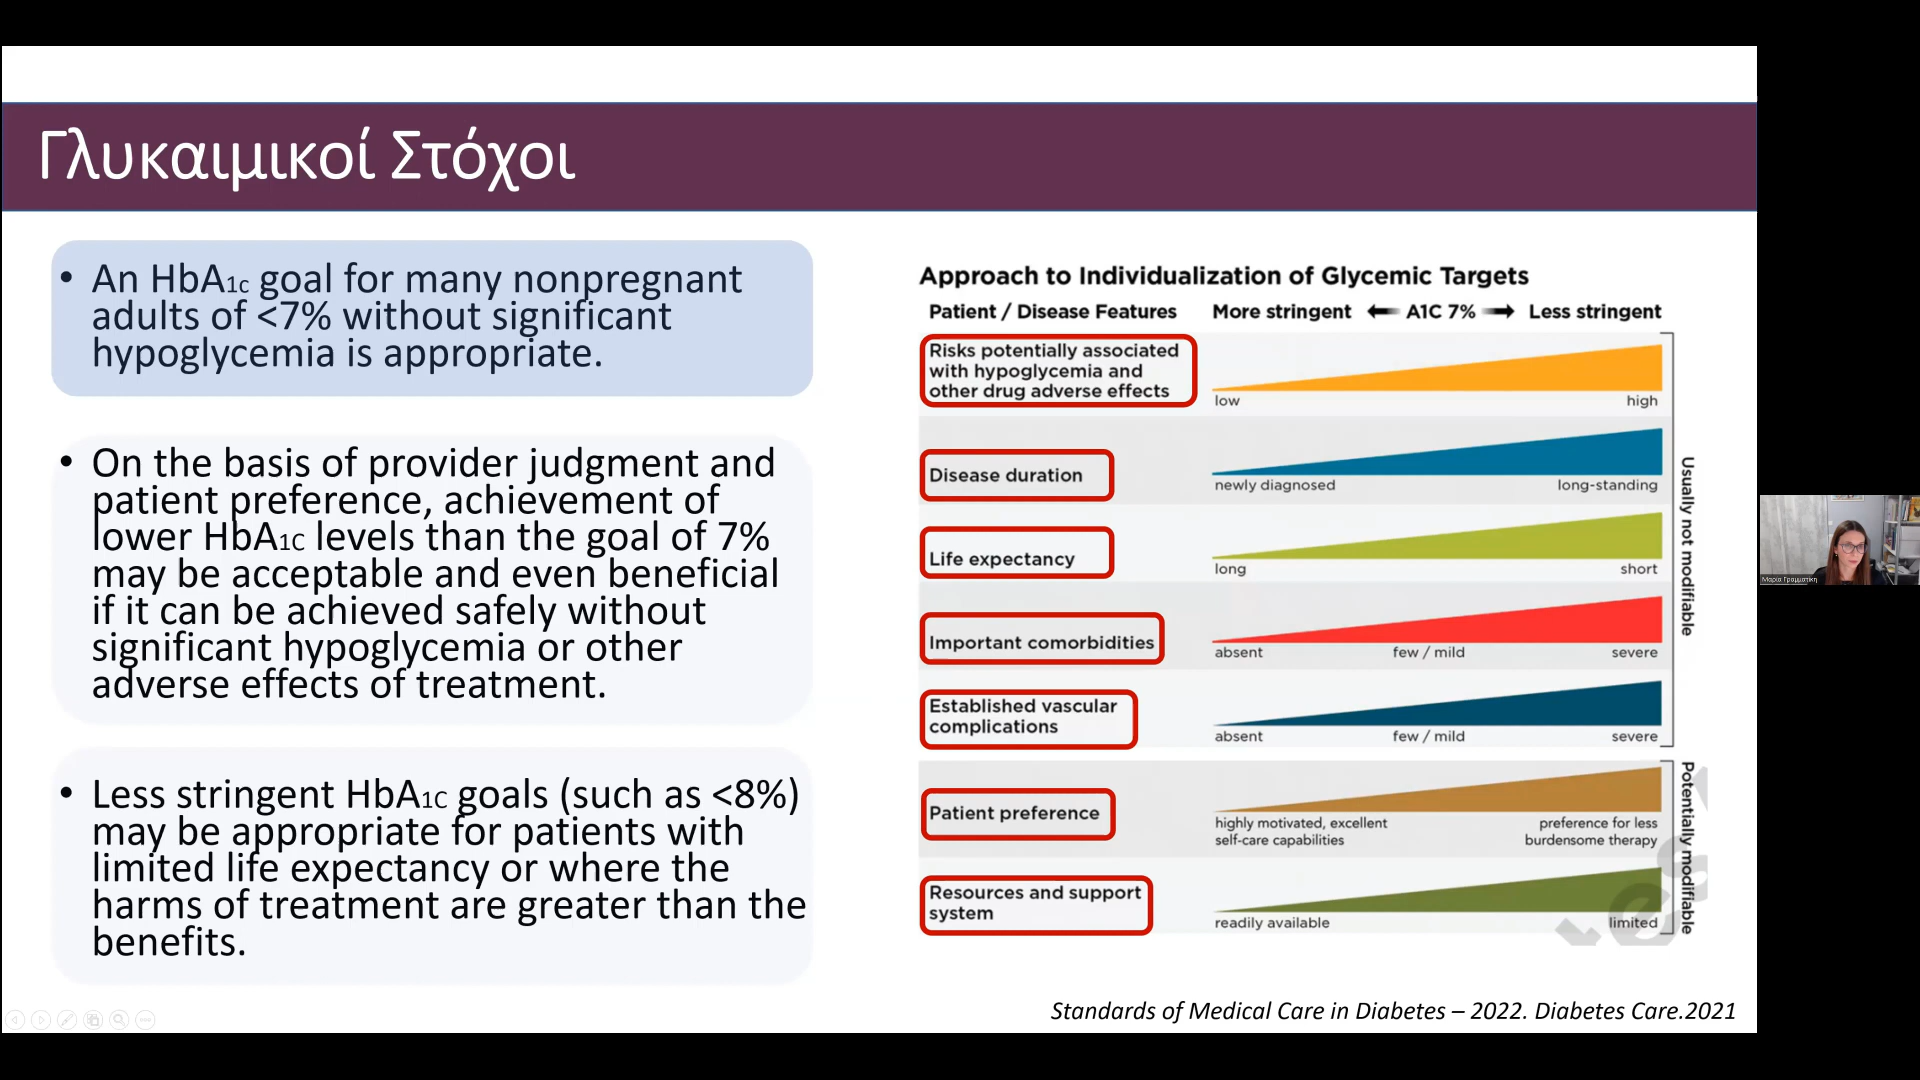 Γλυκαιμικοί Στόχοι
• An HbA1c goal for many nonpregnant
adults of <7% without significant
hypoglycemia is appropriate.
• On the basis of provider judgment and
patient preference, achievement of
lower HbA1C levels than the goal of 7%
may be acceptable and even beneficial
if it can be achieved safely without
significant hypoglycemia or other
adverse effects of treatment.
• Less stringent HbA1C goals (such as <8%)
may be appropriate for patients with
limited life expectancy or where the
harms of treatment are greater than the
benefits.
Approach to Individualization of Glycemic Targets
Patient / Disease Features More stringent A1C 7% Less stringent
Risks potentially associated
with hypoglycemia and
other drug adverse effects
low high
Disease duration
newly diagnosed long-standing
Life expectancy
long short
Important comorbidities
absent few / mild severe
Established vascular
complications
absent few / mild severe
Usually not modifiable
Patient preference
highly motivated, excellent
self-care capabilities
preference for less
burdensome therapy
Resources and support
system
readily available limited
Potentially modifiable
Standards of Medical Care in Diabetes – 2022. Diabetes Care.2021
Μαρία Γραμματίκη